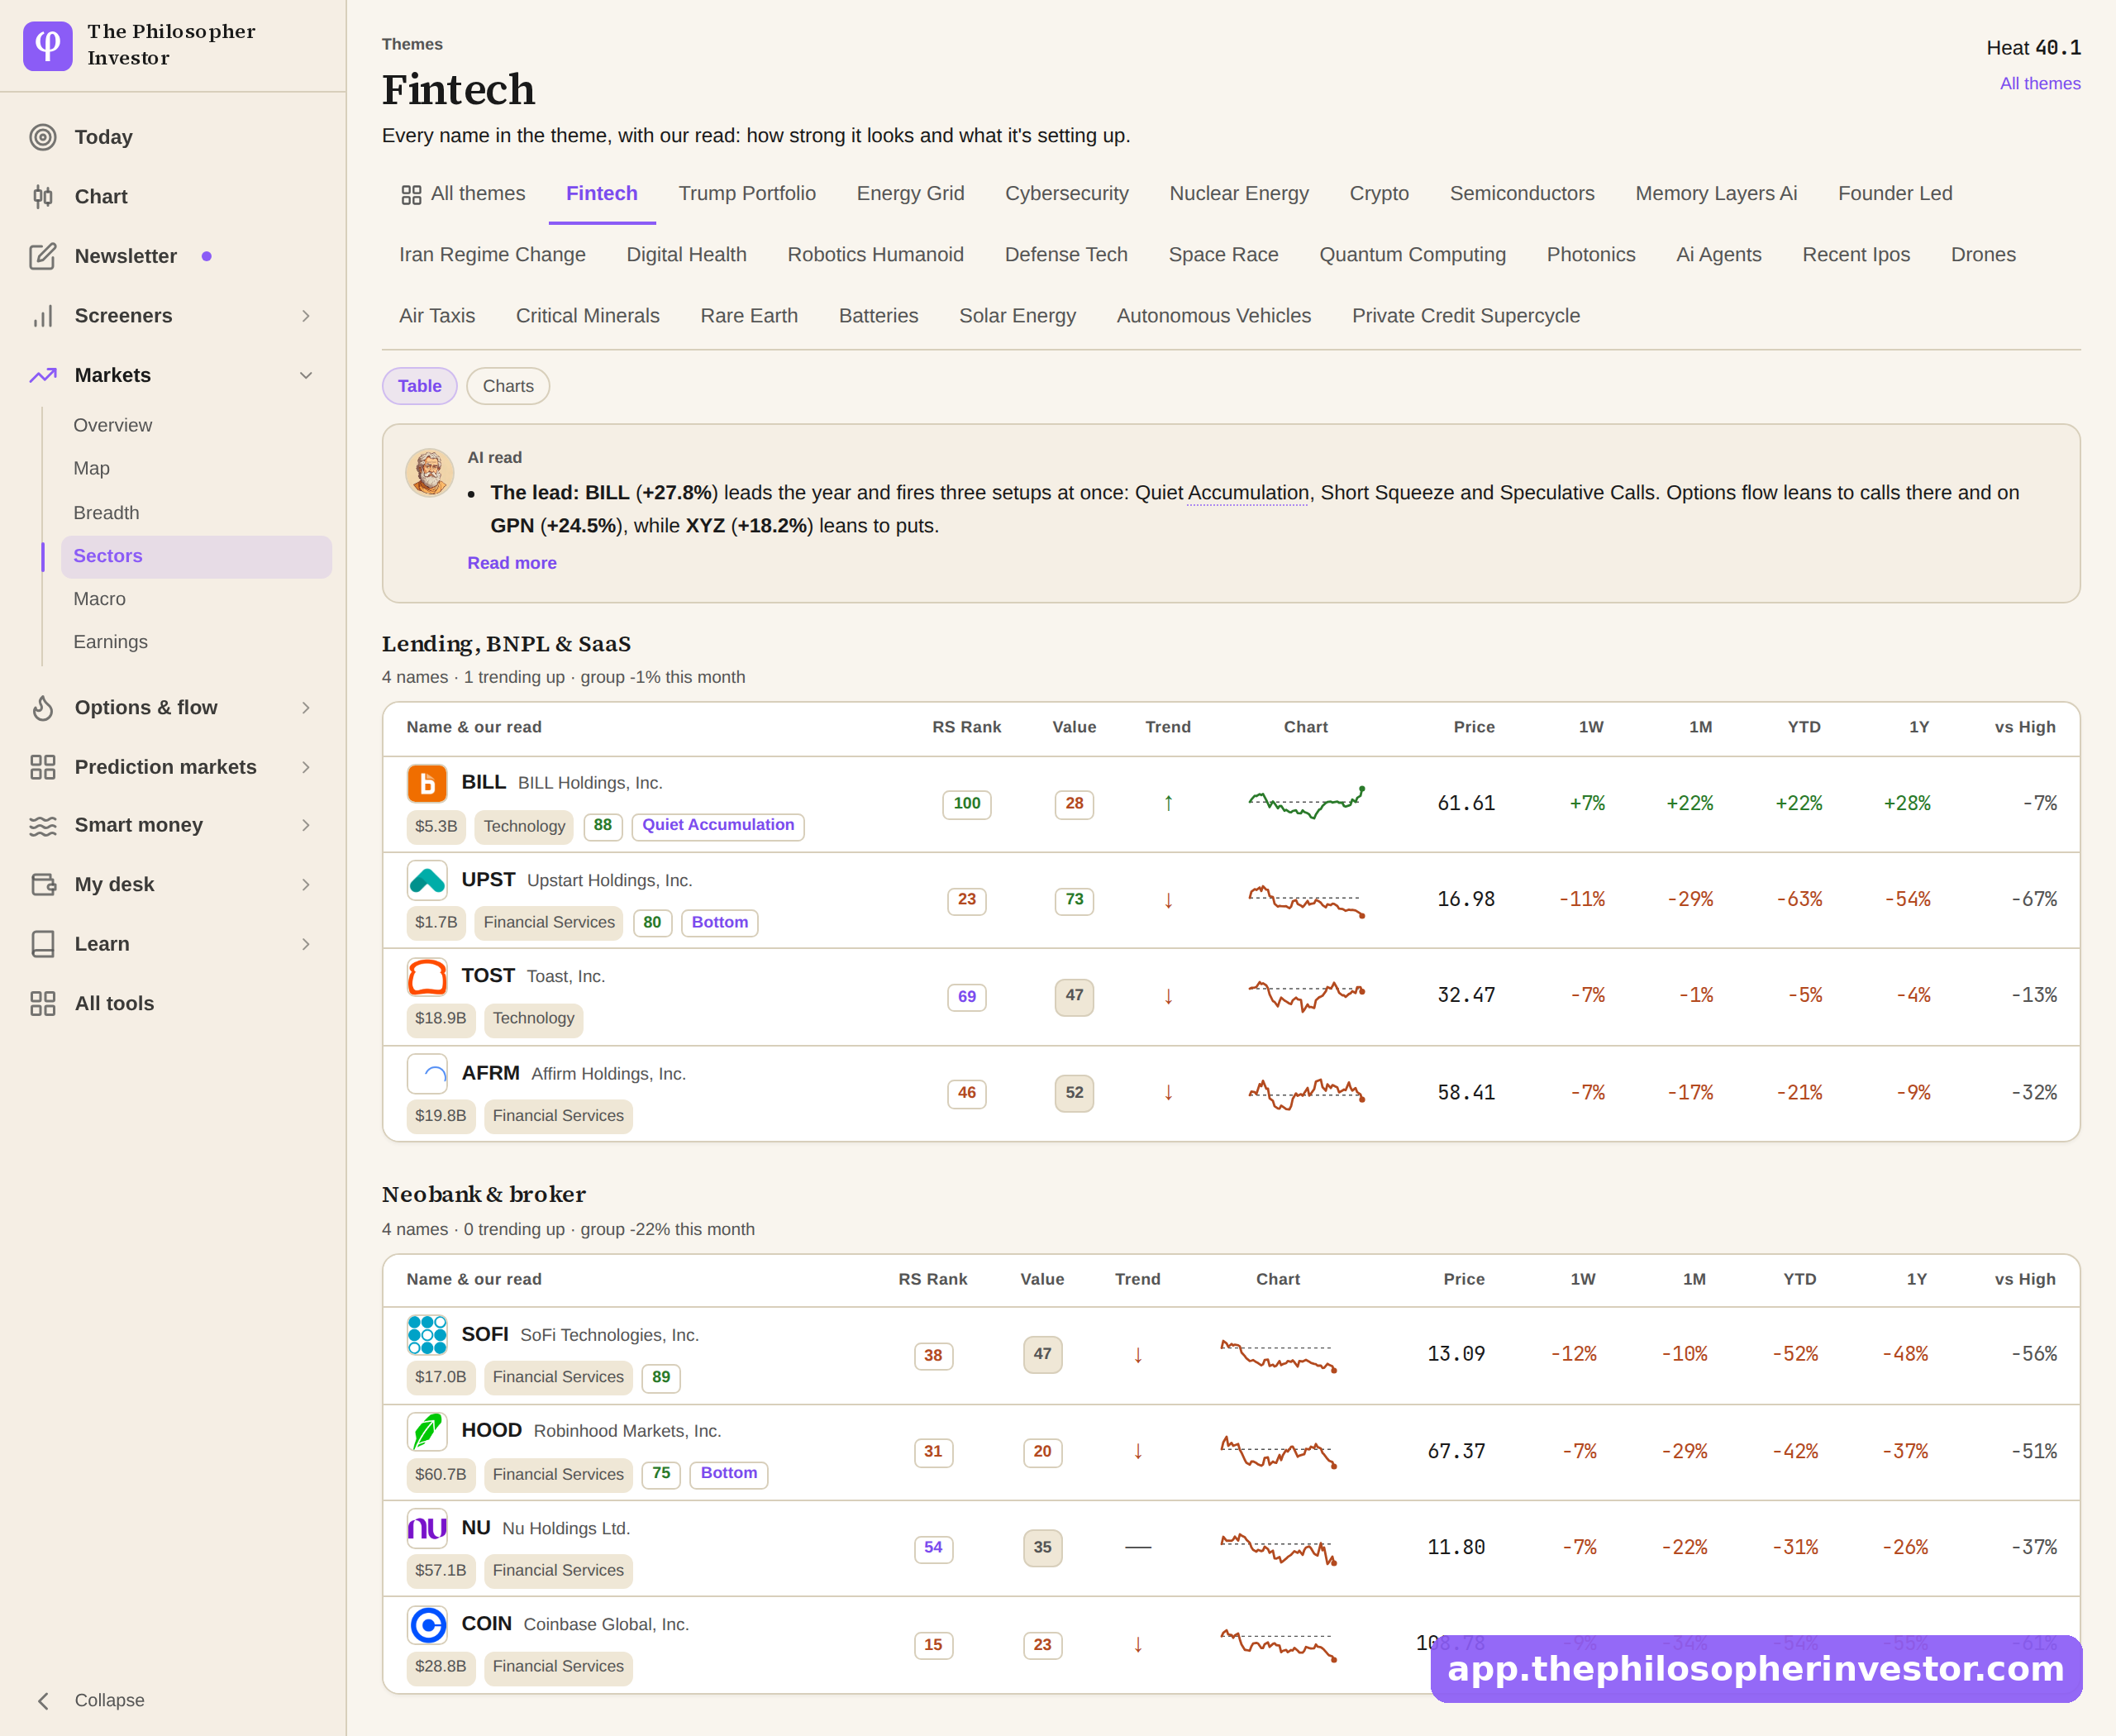 φ The Philosopher
Investor
Today
Chart
Newsletter
Screeners
Markets
Overview
Map
Breadth
Sectors
Macro
Earnings
Options & flow
Prediction markets
Smart money
My desk
Learn
All tools
Collapse
Themes
Heat 40.1
Fintech
All themes
Every name in the theme, with our read: how strong it looks and what it's setting up.
All themes Fintech Trump Portfolio Energy Grid Cybersecurity Nuclear Energy Crypto Semiconductors Memory Layers Ai Founder Led
Iran Regime Change Digital Health Robotics Humanoid Defense Tech Space Race Quantum Computing Photonics Ai Agents Recent Ipos Drones
Air Taxis Critical Minerals Rare Earth Batteries Solar Energy Autonomous Vehicles Private Credit Supercycle
Table Charts
AI read
• The lead: BILL (+27.8%) leads the year and fires three setups at once: Quiet Accumulation, Short Squeeze and Speculative Calls. Options flow leans to calls there and on
GPN (+24.5%), while XYZ (+18.2%) leans to puts.
Read more
Lending, BNPL & SaaS
4 names · 1 trending up · group -1% this month
Name & our read RS Rank Value Trend Chart Price 1W 1M YTD 1Y vs High
BILL BILL Holdings, Inc.
100 28 ↑ 61.61 +7% +22% +22% +28% -7%
$5.3B Technology 88 Quiet Accumulation
UPST Upstart Holdings, Inc.
23 73 ↓ 16.98 -11% -29% -63% -54% -67%
$1.7B Financial Services 80 Bottom
TOST Toast, Inc.
69 47 ↓ 32.47 -7% -1% -5% -4% -13%
$18.9B Technology
AFRM Affirm Holdings, Inc.
46 52 ↓ 58.41 -7% -17% -21% -9% -32%
$19.8B Financial Services
Neobank & broker
4 names · 0 trending up · group -22% this month
Name & our read RS Rank Value Trend Chart Price 1W 1M YTD 1Y vs High
SOFI SoFi Technologies, Inc.
38 47 ↓ 13.09 -12% -10% -52% -48% -56%
$17.0B Financial Services 89
HOOD Robinhood Markets, Inc.
31 20 ↓ 67.37 -7% -29% -42% -37% -51%
$60.7B Financial Services 75 Bottom
nu NU Nu Holdings Ltd.
54 35 — 11.80 -7% -22% -31% -26% -37%
$57.1B Financial Services
COIN Coinbase Global, Inc.
15 23 ↓ 108.78 -9% -34% -54% -55% -61%
$28.8B Financial Services
app.thephilosopherinvestor.com